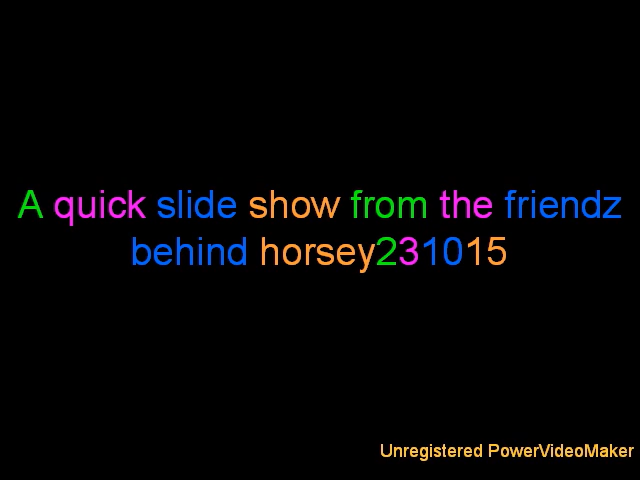 A quick slide show from the friendz
behind horsey231015
Unregistered PowerVideoMaker